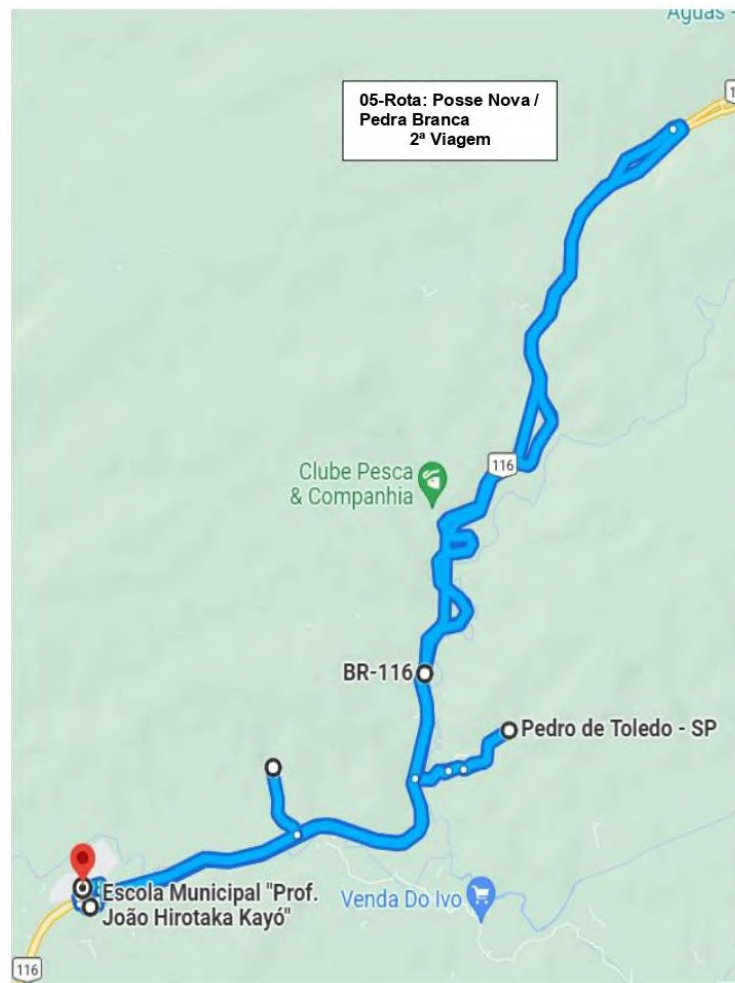 Águas -
05-Rota: Posse Nova /
Pedra Branca
2ª Viagem
116
Clube Pesca
& Companhia
BR-116
Pedro de Toledo - SP
Escola Municipal "Prof.
João Hirotaka Kayó"
Venda Do Ivo
116